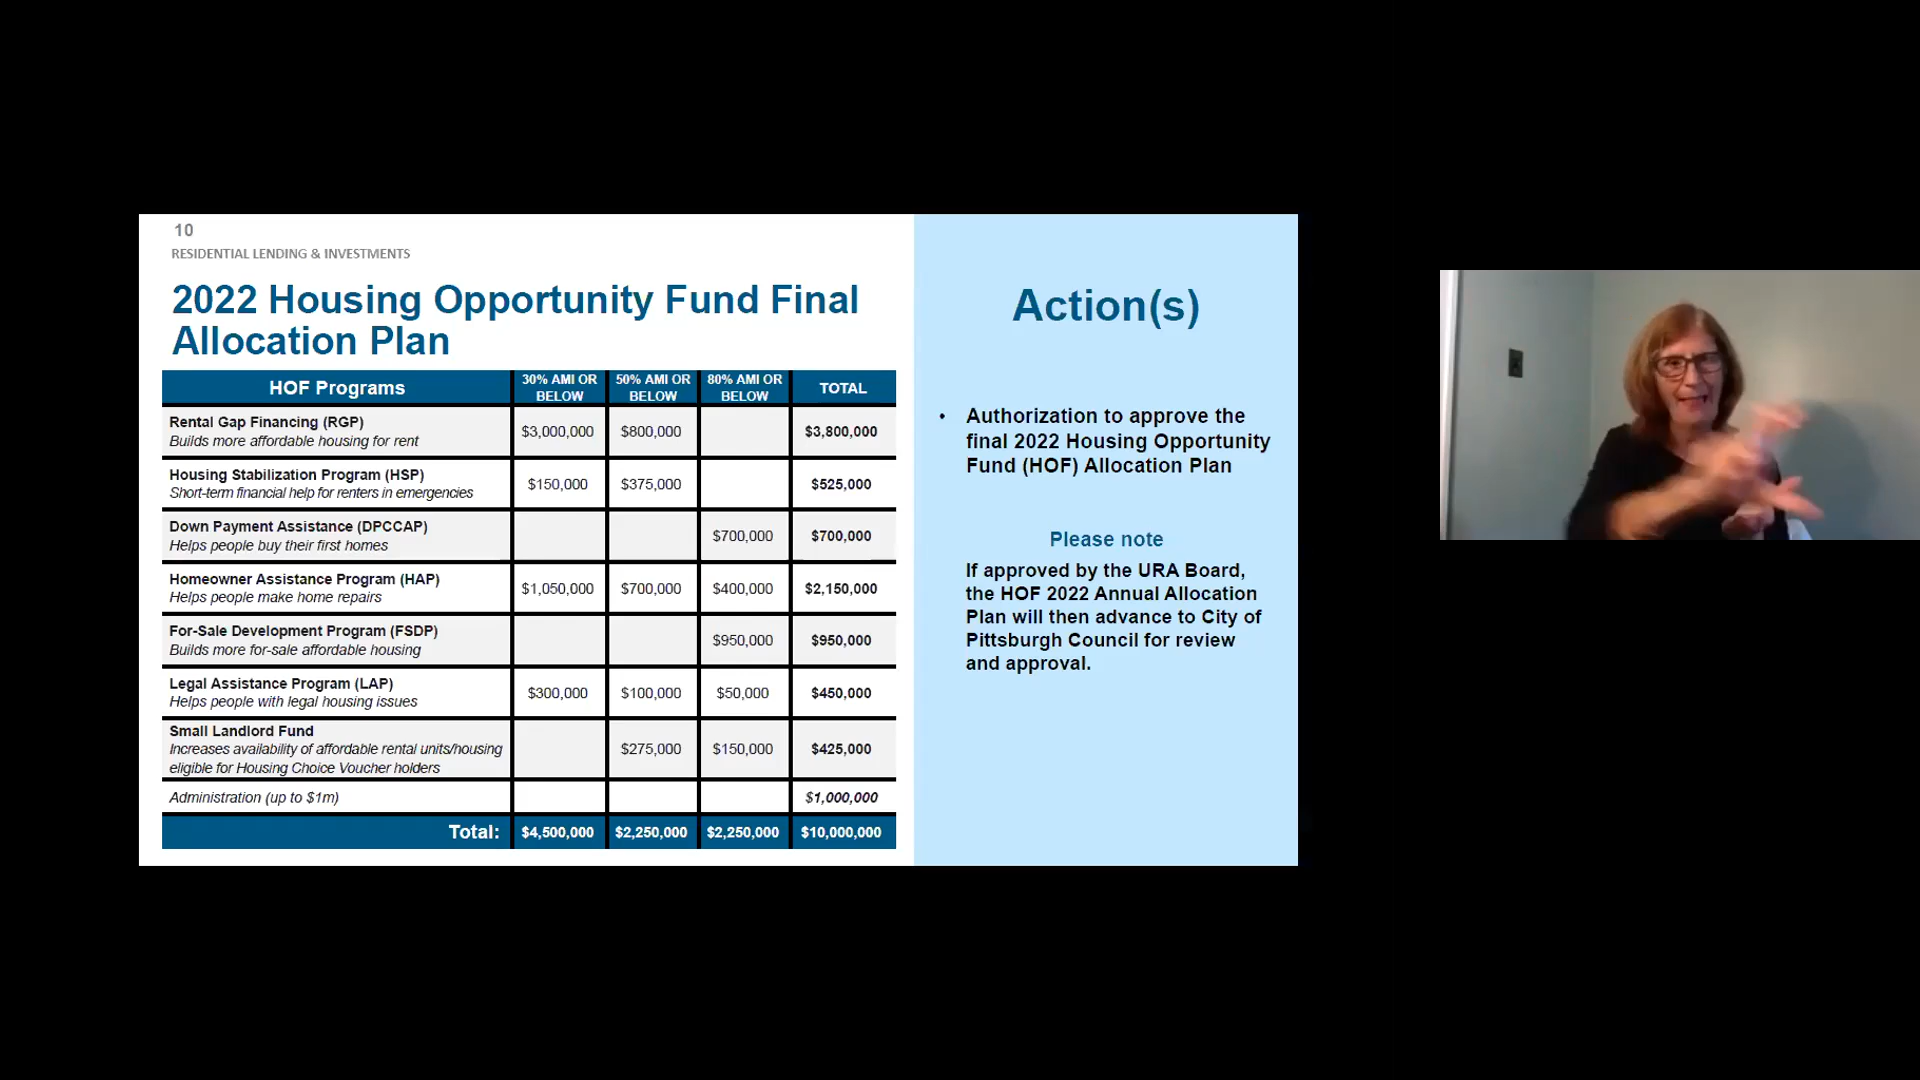 10
RESIDENTIAL LENDING & INVESTMENTS
2022 Housing Opportunity Fund Final
Allocation Plan
HOF Programs
30% AMI OR
BELOW
50% AMI OR
BELOW
80% AMI OR
BELOW
TOTAL
Rental Gap Financing (RGP)
Builds more affordable housing for rent
$3,000,000
$800,000
$3,800,000
Housing Stabilization Program (HSP)
Short-term financial help for renters in emergencies
$150,000
$375,000
$525,000
Down Payment Assistance (DPCCAP)
Helps people buy their first homes
$700,000
$700,000
Homeowner Assistance Program (HAP)
Helps people make home repairs
$1,050,000
$700,000
$400,000
$2,150,000
For-Sale Development Program (FSDP)
Builds more for-sale affordable housing
$950,000
$950,000
Legal Assistance Program (LAP)
Helps people with legal housing issues
$300,000
$100,000
$50,000
$450,000
Small Landlord Fund
Increases availability of affordable rental units/housing
eligible for Housing Choice Voucher holders
$275,000
$150,000
$425,000
Administration (up to $1m)
$1,000,000
Total:
$4,500,000
$2,250,000
$2,250,000
$10,000,000
Action(s)
• Authorization to approve the
final 2022 Housing Opportunity
Fund (HOF) Allocation Plan
Please note
If approved by the URA Board,
the HOF 2022 Annual Allocation
Plan will then advance to City of
Pittsburgh Council for review
and approval.